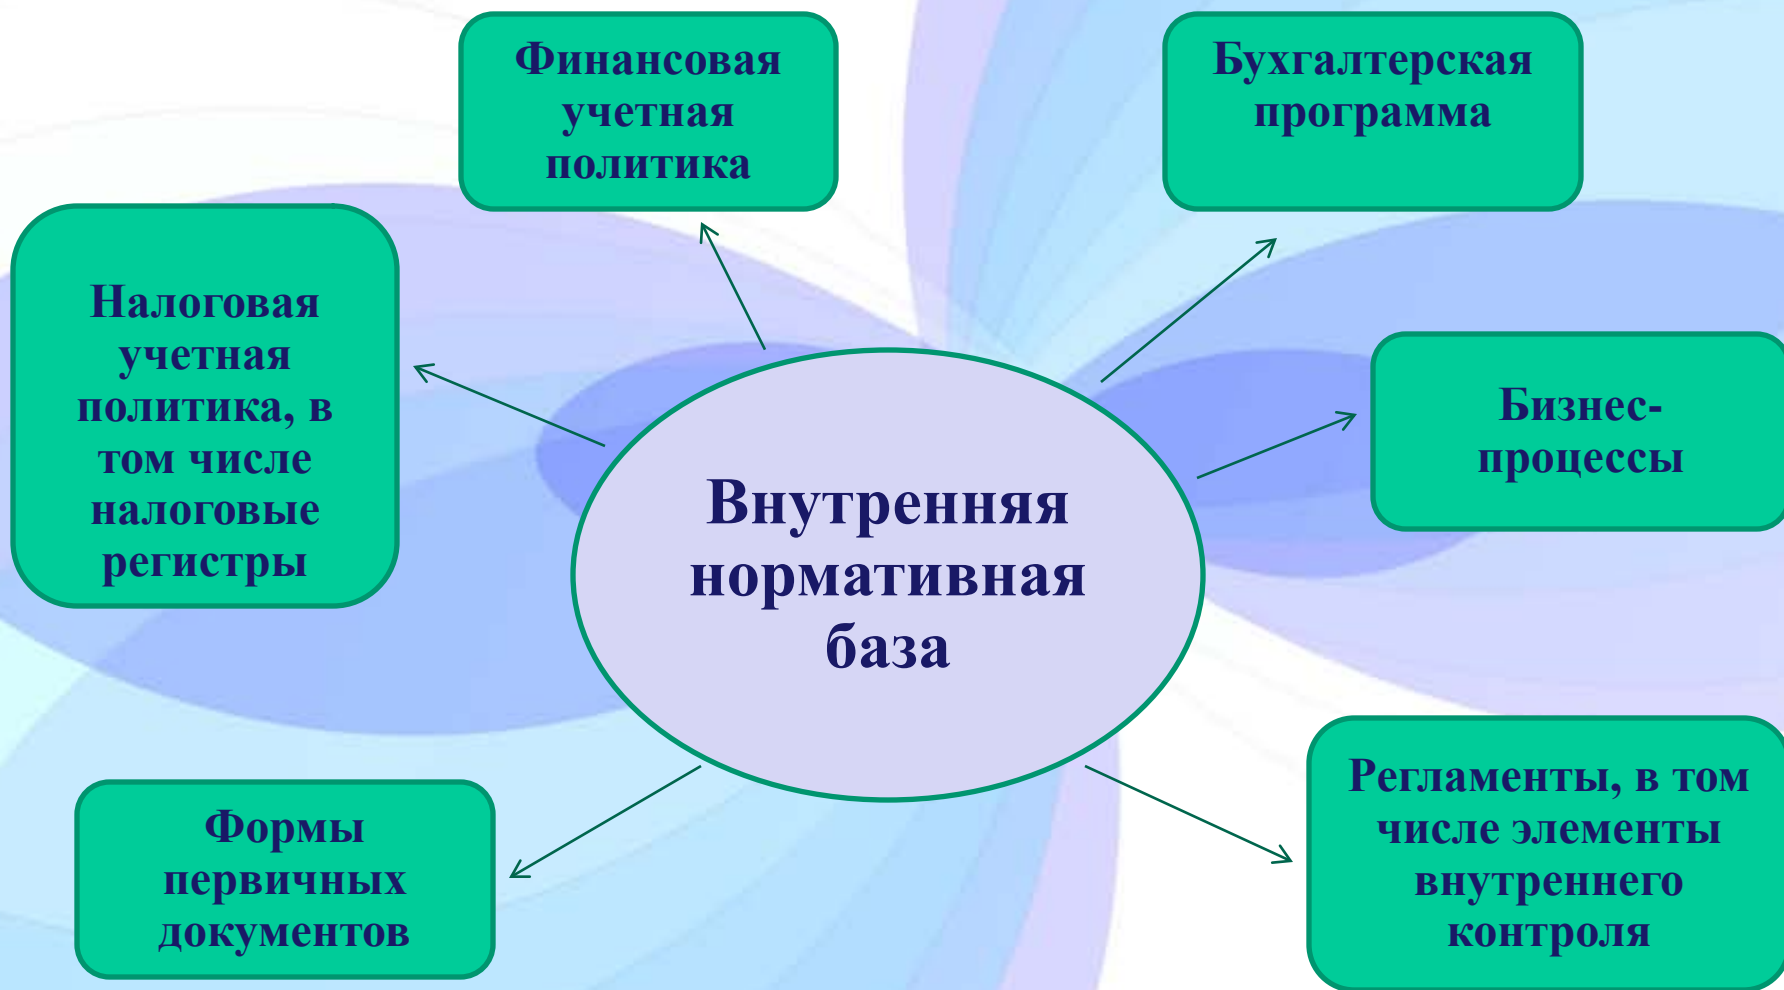 Финансовая
учетная
политика
Бухгалтерская
программа
Налоговая
учетная
политика, в
том числе
налоговые
регистры
Бизнес-
процессы
Внутренняя
нормативная
база
Формы
первичных
документов
Регламенты, в том
числе элементы
внутреннего
контроля